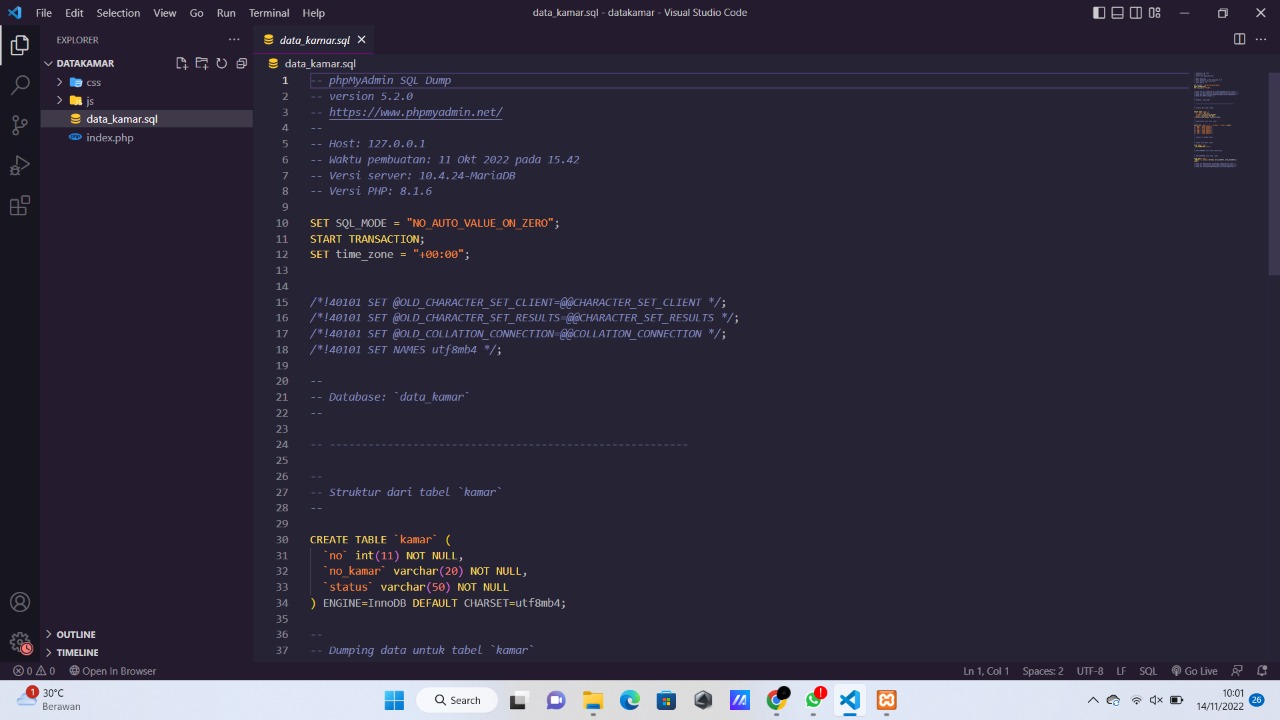 File Edit Selection View Go Run Terminal Help
data_kamar.sql - datakamar - Visual Studio Code
EXPLORER
data_kamar.sql
DATAKAMAR
data_kamar.sql
css
js
data_kamar.sql
index.php
1 -- phpMyAdmin SQL Dump
2 -- version 5.2.0
3 -- https://www.phpmyadmin.net/
4 --
5 -- Host: 127.0.0.1
6 -- Waktu pembuatan: 11 Okt 2022 pada 15.42
7 -- Versi server: 10.4.24-MariaDB
8 -- Versi PHP: 8.1.6
9
10 SET SQL_MODE = "NO_AUTO_VALUE_ON_ZERO";
11 START TRANSACTION;
12 SET time_zone = "+00:00";
13
14
15 /*!40101 SET @OLD_CHARACTER_SET_CLIENT=@@CHARACTER_SET_CLIENT */;
16 /*!40101 SET @OLD_CHARACTER_SET_RESULTS=@@CHARACTER_SET_RESULTS */;
17 /*!40101 SET @OLD_COLLATION_CONNECTION=@@COLLATION_CONNECTION */;
18 /*!40101 SET NAMES utf8mb4 */;
19
20 --
21 -- Database: `data_kamar`
22 --
23
24 -- --------------------------------------------------------
25
26 --
27 -- Struktur dari tabel `kamar`
28 --
29
30 CREATE TABLE `kamar` (
31 `no` int(11) NOT NULL,
32 `no_kamar` varchar(20) NOT NULL,
33 `status` varchar(50) NOT NULL
34 ) ENGINE=InnoDB DEFAULT CHARSET=utf8mb4;
35
36 --
37 -- Dumping data untuk tabel `kamar`
OUTLINE
TIMELINE
0 0 Open In Browser
Ln 1, Col 1 Spaces: 2 UTF-8 LF SQL Go Live
1
30°C
Berawan
Search
10:01
14/11/2022
26